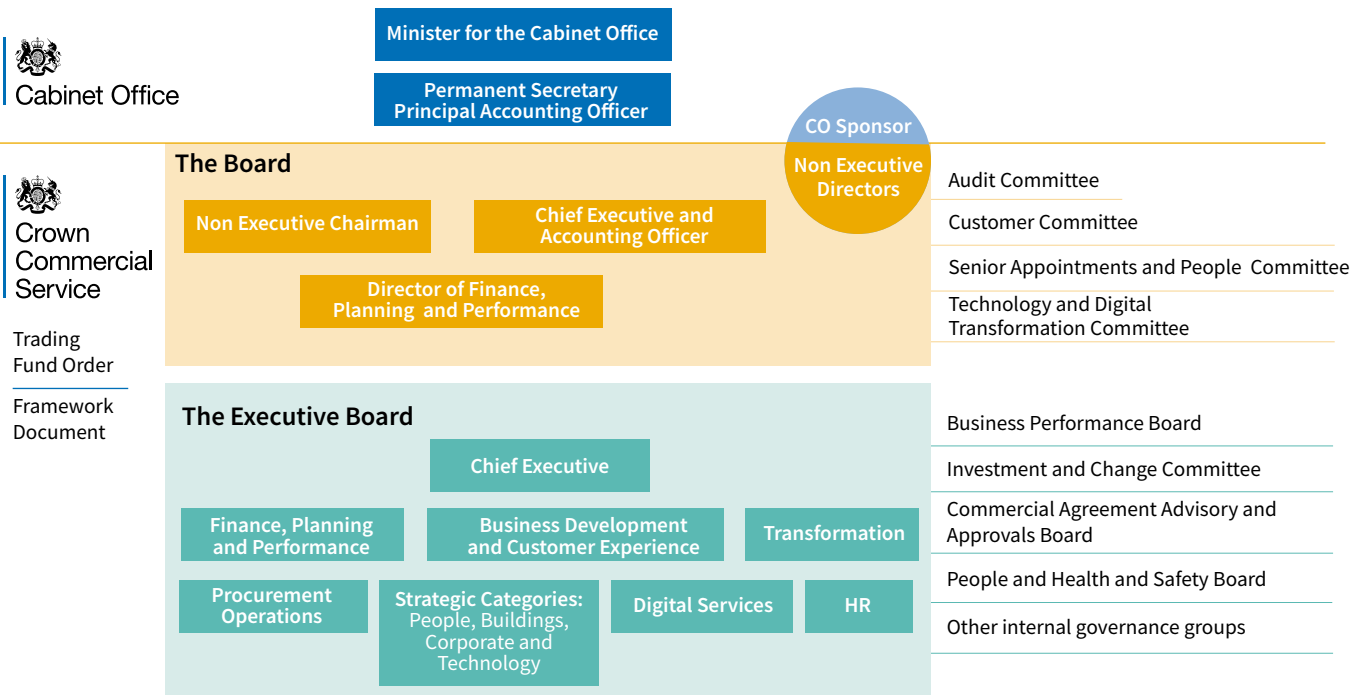 Cabinet Office
Minister for the Cabinet Office
Permanent Secretary
Principal Accounting Officer
CO Sponsor
Non Executive
Directors
Crown
Commercial
Service
Trading
Fund Order
Framework
Document
The Board
Non Executive Chairman
Chief Executive and
Accounting Officer
Director of Finance,
Planning and Performance
Audit Committee
Customer Committee
Senior Appointments and People Committee
Technology and Digital
Transformation Committee
The Executive Board
Chief Executive
Finance, Planning
and Performance
Business Development
and Customer Experience
Transformation
Procurement
Operations
Strategic Categories:
People, Buildings,
Corporate and
Technology
Digital Services
HR
Business Performance Board
Investment and Change Committee
Commercial Agreement Advisory and
Approvals Board
People and Health and Safety Board
Other internal governance groups